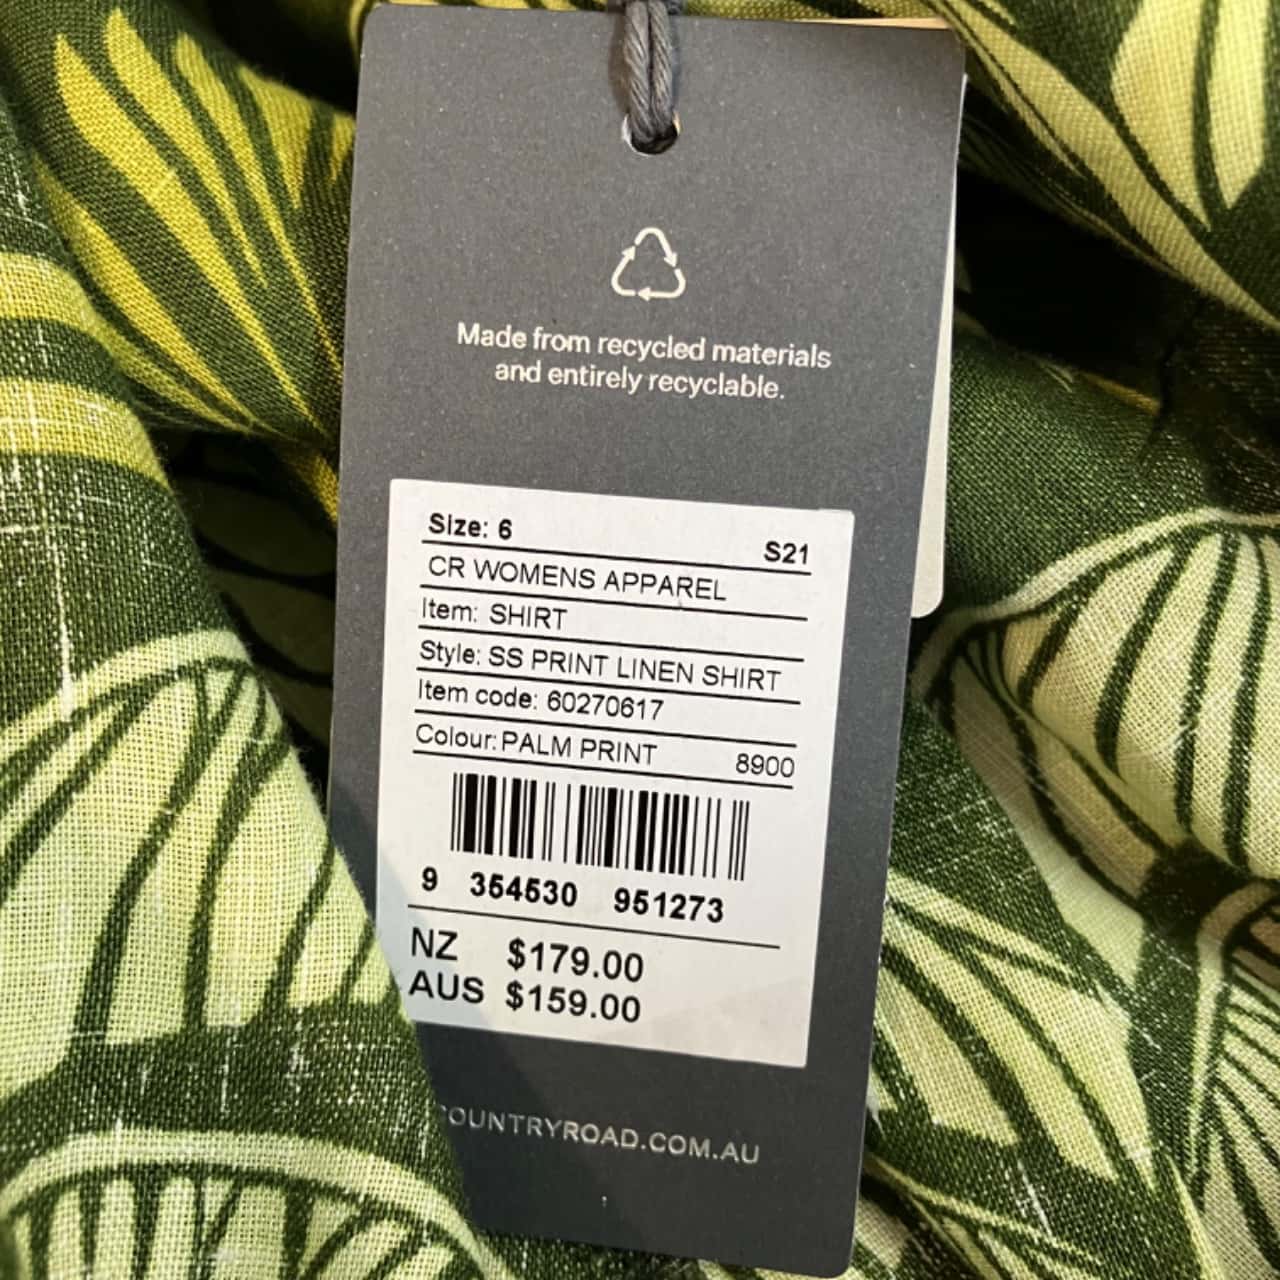 Made from recycled materials
and entirely recyclable.
Size: 6 S21
CR WOMENS APPAREL
Item: SHIRT
Style: SS PRINT LINEN SHIRT
Item code: 60270617
Colour: PALM PRINT 8900
9 354530 951273
NZ $179.00
AUS $159.00
COUNTRYROAD.COM.AU